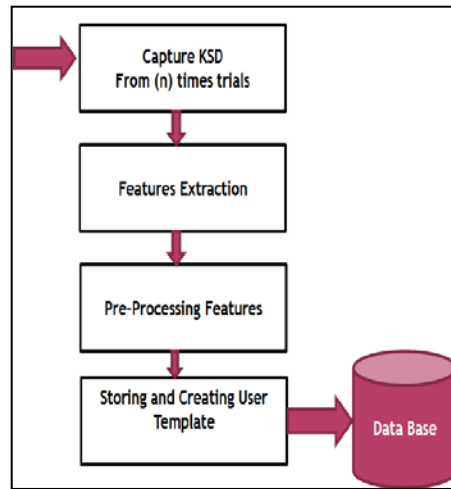 Capture KSD
From (n) times trials
Features Extraction
Pre-Processing Features
Storing and Creating User
Template
Data Base